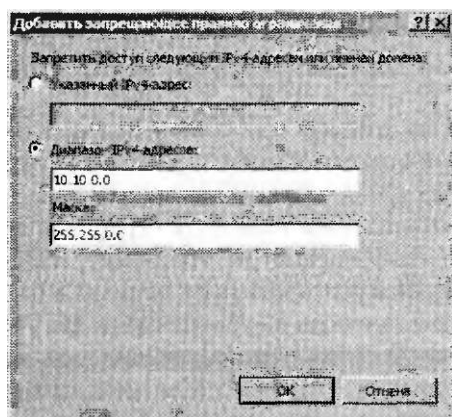 Добавить запрещающее правило ограничения
Запретить доступ следующим IPv4-адресам или именам домена:
Указанный IPv4-адрес:
Диапазон IPv4-адресов:
10.10.0.0
Маска:
255.255.0.0
OK
Отмена